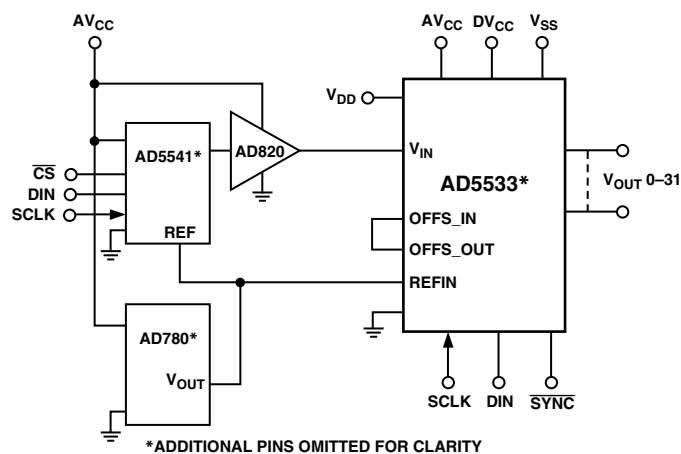 AVCC
AVCC DVCC VSS
VDD
AD5541*
AD820
VIN
CS
DIN
SCLK
REF
AD5533*
VOUT 0–31
OFFS_IN
OFFS_OUT
REFIN
AD780*
VOUT
SCLK DIN SYNC
*ADDITIONAL PINS OMITTED FOR CLARITY